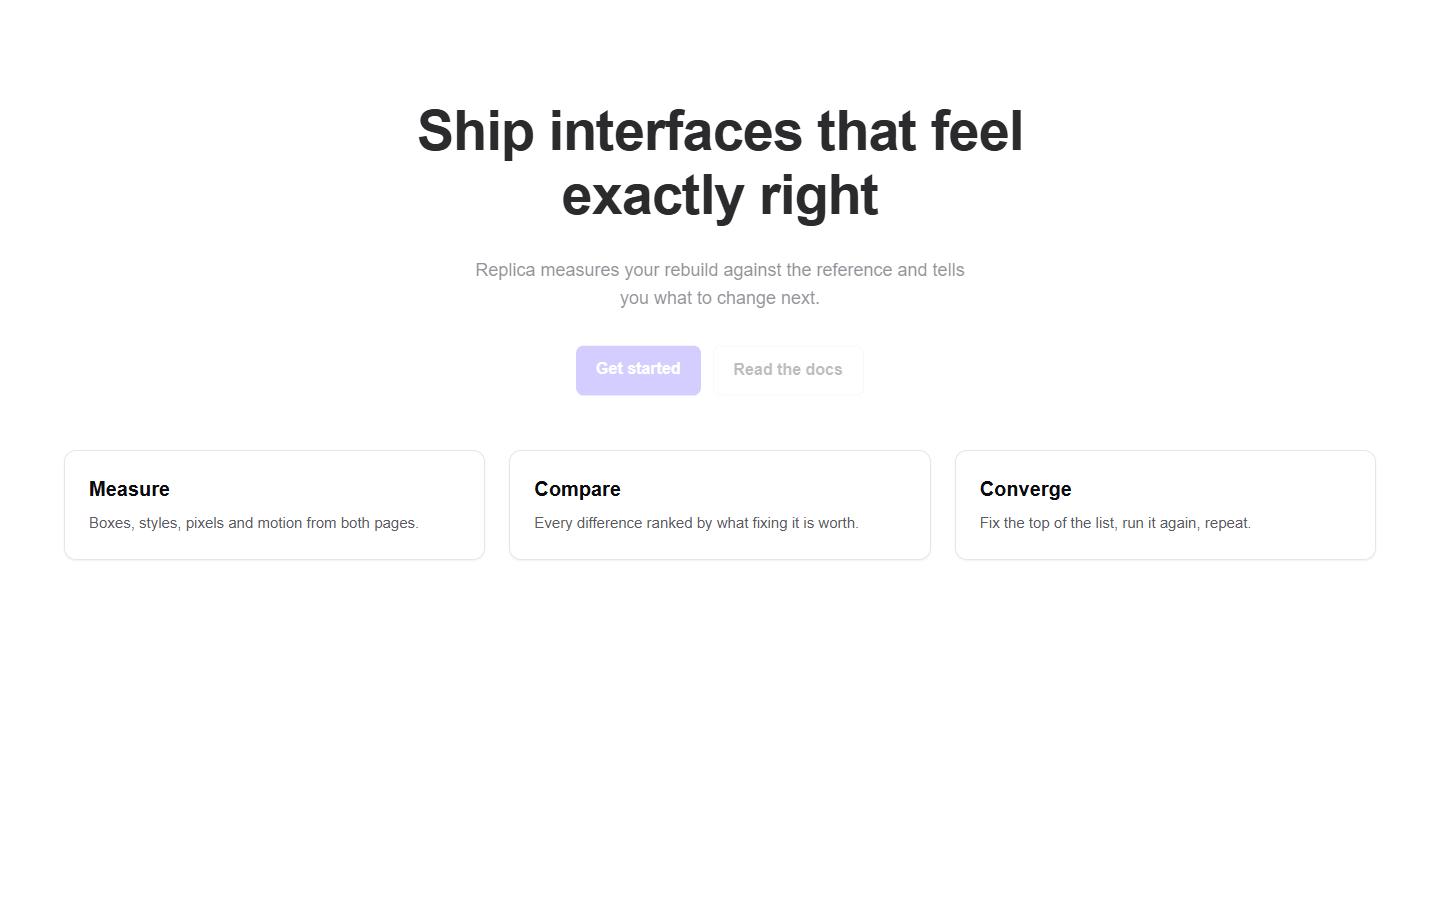 Ship interfaces that feel
exactly right
Replica measures your rebuild against the reference and tells
you what to change next.
Get started
Read the docs
Measure
Boxes, styles, pixels and motion from both pages.
Compare
Every difference ranked by what fixing it is worth.
Converge
Fix the top of the list, run it again, repeat.